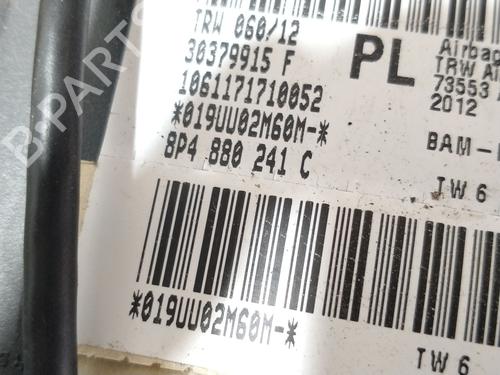 TRW 060/12
30379915 F
1061171710052
*019UU02M60M-*
8P4 880 241 C
PL
Airbag
TRW
73553
2012
BAM-
TW 6
*019UU02M60M-*
TW 6